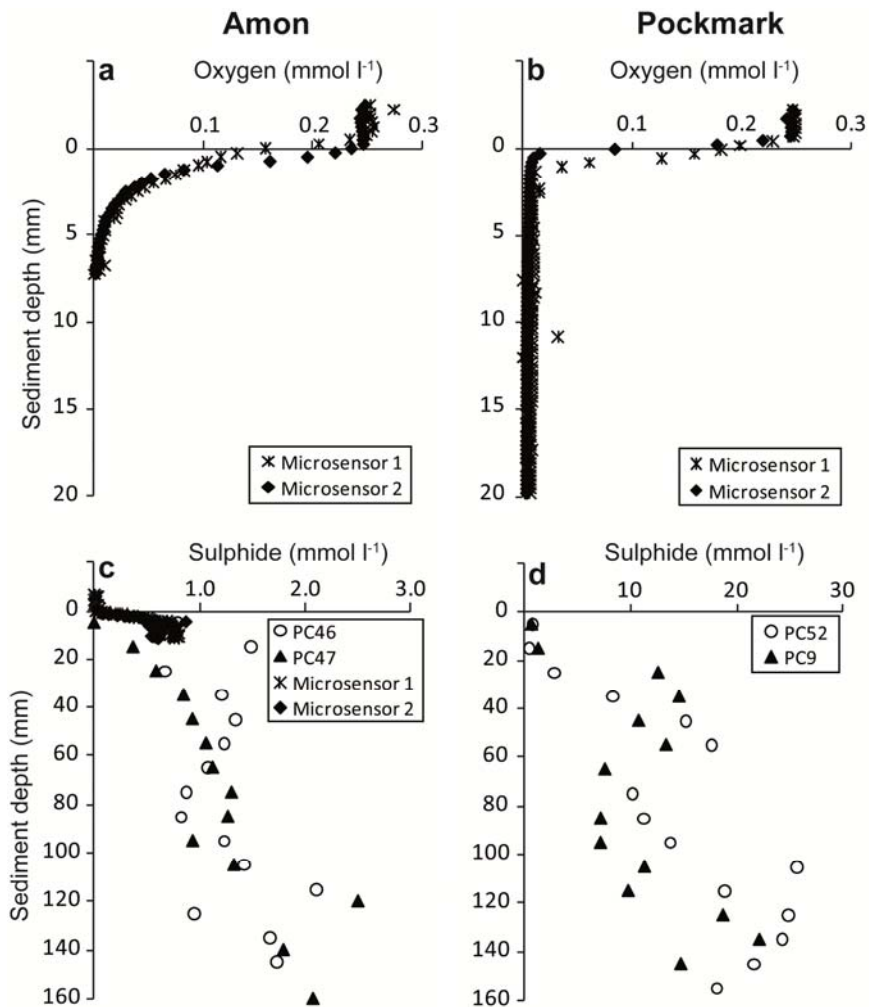 Amon
Pockmark
a
Oxygen (mmol l⁻¹)
0.1 0.2 0.3
0
5
10
15
20
Sediment depth (mm)
Microsensor 1
Microsensor 2
b
Oxygen (mmol l⁻¹)
0.1 0.2 0.3
0
5
10
15
20
Microsensor 1
Microsensor 2
c
Sulphide (mmol l⁻¹)
1.0 2.0 3.0
0
20
40
60
80
100
120
140
160
Sediment depth (mm)
PC46
PC47
Microsensor 1
Microsensor 2
d
Sulphide (mmol l⁻¹)
10 20 30
0
20
40
60
80
100
120
140
160
PC52
PC9